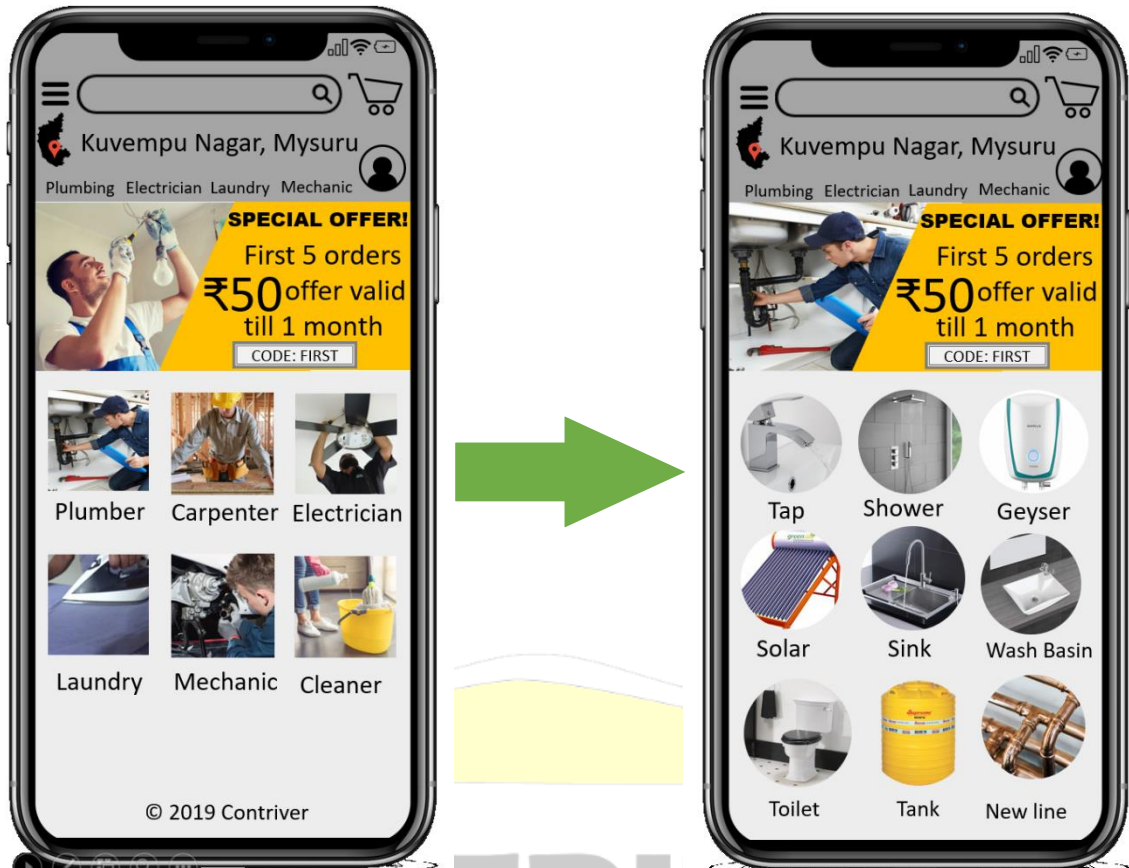 Kuvempu Nagar, Mysuru
Plumbing Electrician Laundry Mechanic
SPECIAL OFFER!
First 5 orders
₹50 offer valid
till 1 month
CODE: FIRST
Plumber Carpenter Electrician
Laundry Mechanic Cleaner
© 2019 Contriver
Kuvempu Nagar, Mysuru
Plumbing Electrician Laundry Mechanic
SPECIAL OFFER!
First 5 orders
₹50 offer valid
till 1 month
CODE: FIRST
Tap Shower Geyser
Solar Sink Wash Basin
Toilet Tank New line